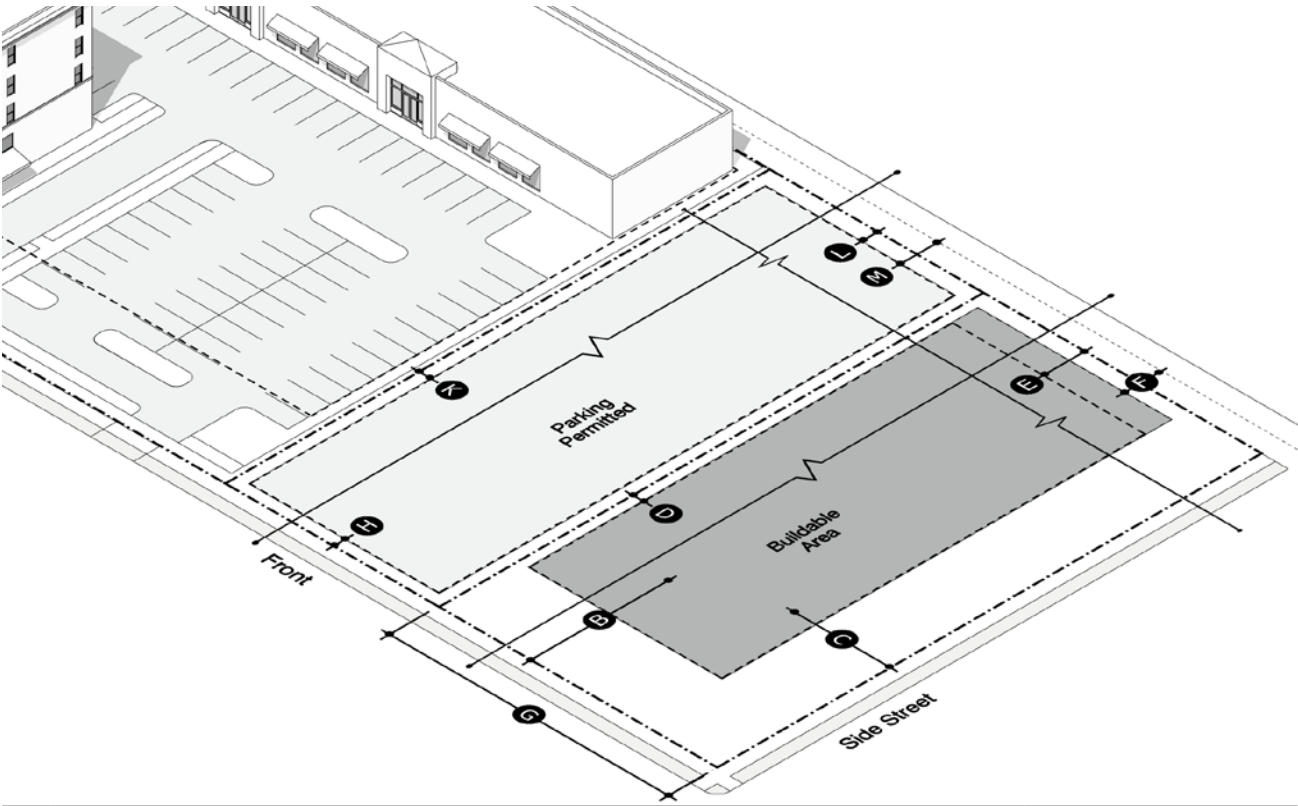 L
M
K
E
F
Parking
Permitted
D
H
Buildable
Area
Front
B
C
G
Side Street